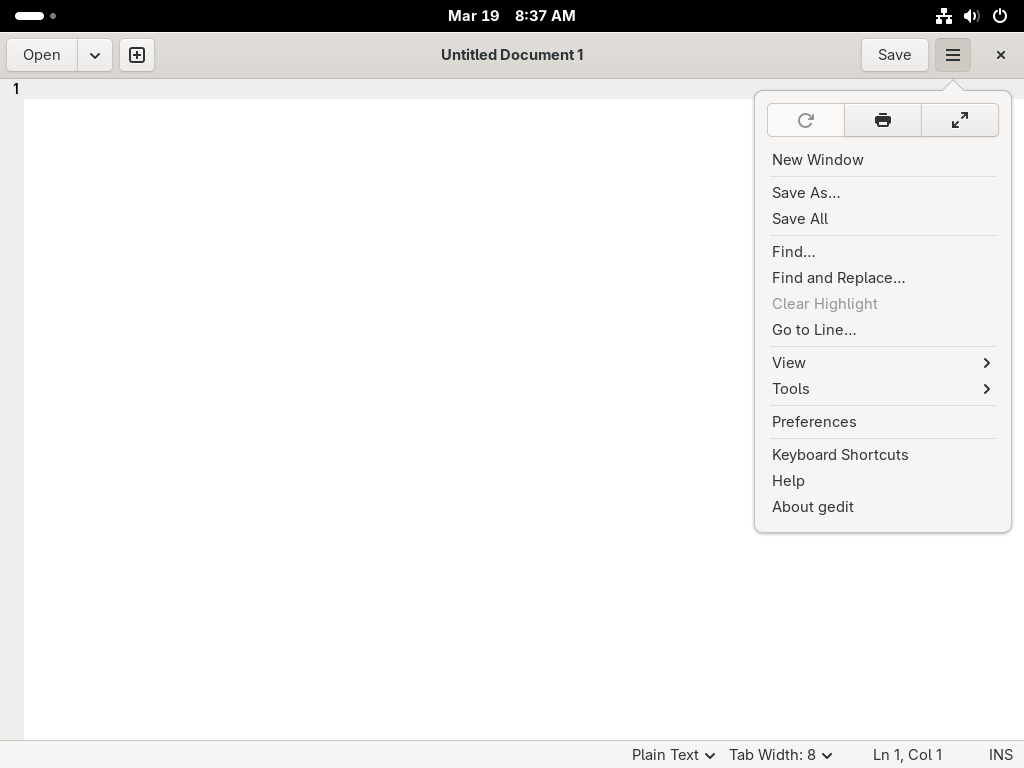 Mar 19 8:37 AM
Open
Untitled Document 1
Save
1
New Window
Save As...
Save All
Find...
Find and Replace...
Clear Highlight
Go to Line...
View
Tools
Preferences
Keyboard Shortcuts
Help
About gedit
Plain Text
Tab Width: 8
Ln 1, Col 1
INS